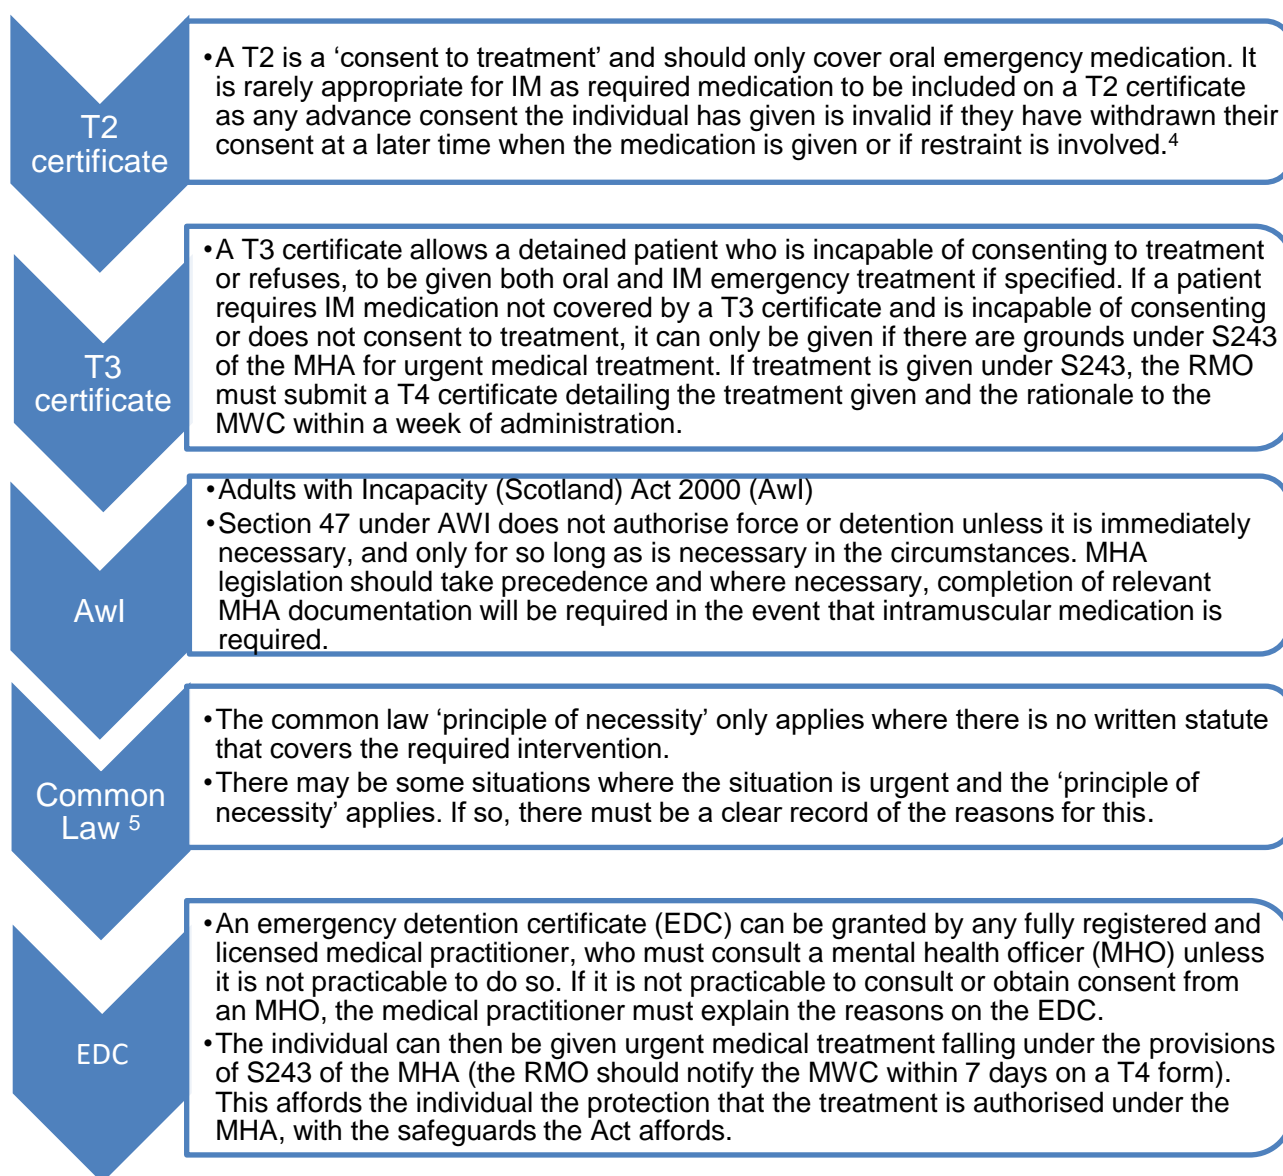 T2
certificate
•A T2 is a ‘consent to treatment’ and should only cover oral emergency medication. It
is rarely appropriate for IM as required medication to be included on a T2 certificate
as any advance consent the individual has given is invalid if they have withdrawn their
consent at a later time when the medication is given or if restraint is involved.⁴
T3
certificate
•A T3 certificate allows a detained patient who is incapable of consenting to treatment
or refuses, to be given both oral and IM emergency treatment if specified. If a patient
requires IM medication not covered by a T3 certificate and is incapable of consenting
or does not consent to treatment, it can only be given if there are grounds under S243
of the MHA for urgent medical treatment. If treatment is given under S243, the RMO
must submit a T4 certificate detailing the treatment given and the rationale to the
MWC within a week of administration.
AwI
•Adults with Incapacity (Scotland) Act 2000 (AwI)
•Section 47 under AWI does not authorise force or detention unless it is immediately
necessary, and only for so long as is necessary in the circumstances. MHA
legislation should take precedence and where necessary, completion of relevant
MHA documentation will be required in the event that intramuscular medication is
required.
Common
Law ⁵
•The common law ‘principle of necessity’ only applies where there is no written statute
that covers the required intervention.
•There may be some situations where the situation is urgent and the ‘principle of
necessity’ applies. If so, there must be a clear record of the reasons for this.
EDC
•An emergency detention certificate (EDC) can be granted by any fully registered and
licensed medical practitioner, who must consult a mental health officer (MHO) unless
it is not practicable to do so. If it is not practicable to consult or obtain consent from
an MHO, the medical practitioner must explain the reasons on the EDC.
•The individual can then be given urgent medical treatment falling under the provisions
of S243 of the MHA (the RMO should notify the MWC within 7 days on a T4 form).
This affords the individual the protection that the treatment is authorised under the
MHA, with the safeguards the Act affords.